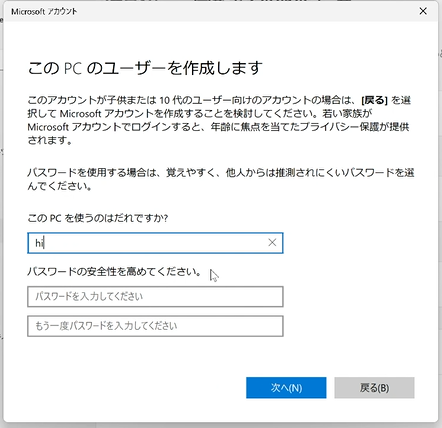 Microsoft アカウント
この PC のユーザーを作成します
このアカウントが子供または 10 代のユーザー向けのアカウントの場合は、[戻る] を選
択して Microsoft アカウントを作成することを検討してください。若い家族が
Microsoft アカウントでログインすると、年齢に焦点を当てたプライバシー保護が提供
されます。
パスワードを使用する場合は、覚えやすく、他人からは推測されにくいパスワードを選
んでください。
この PC を使うのはだれですか?
hi
パスワードの安全性を高めてください。
パスワードを入力してください
もう一度パスワードを入力してください
次へ(N)
戻る(B)